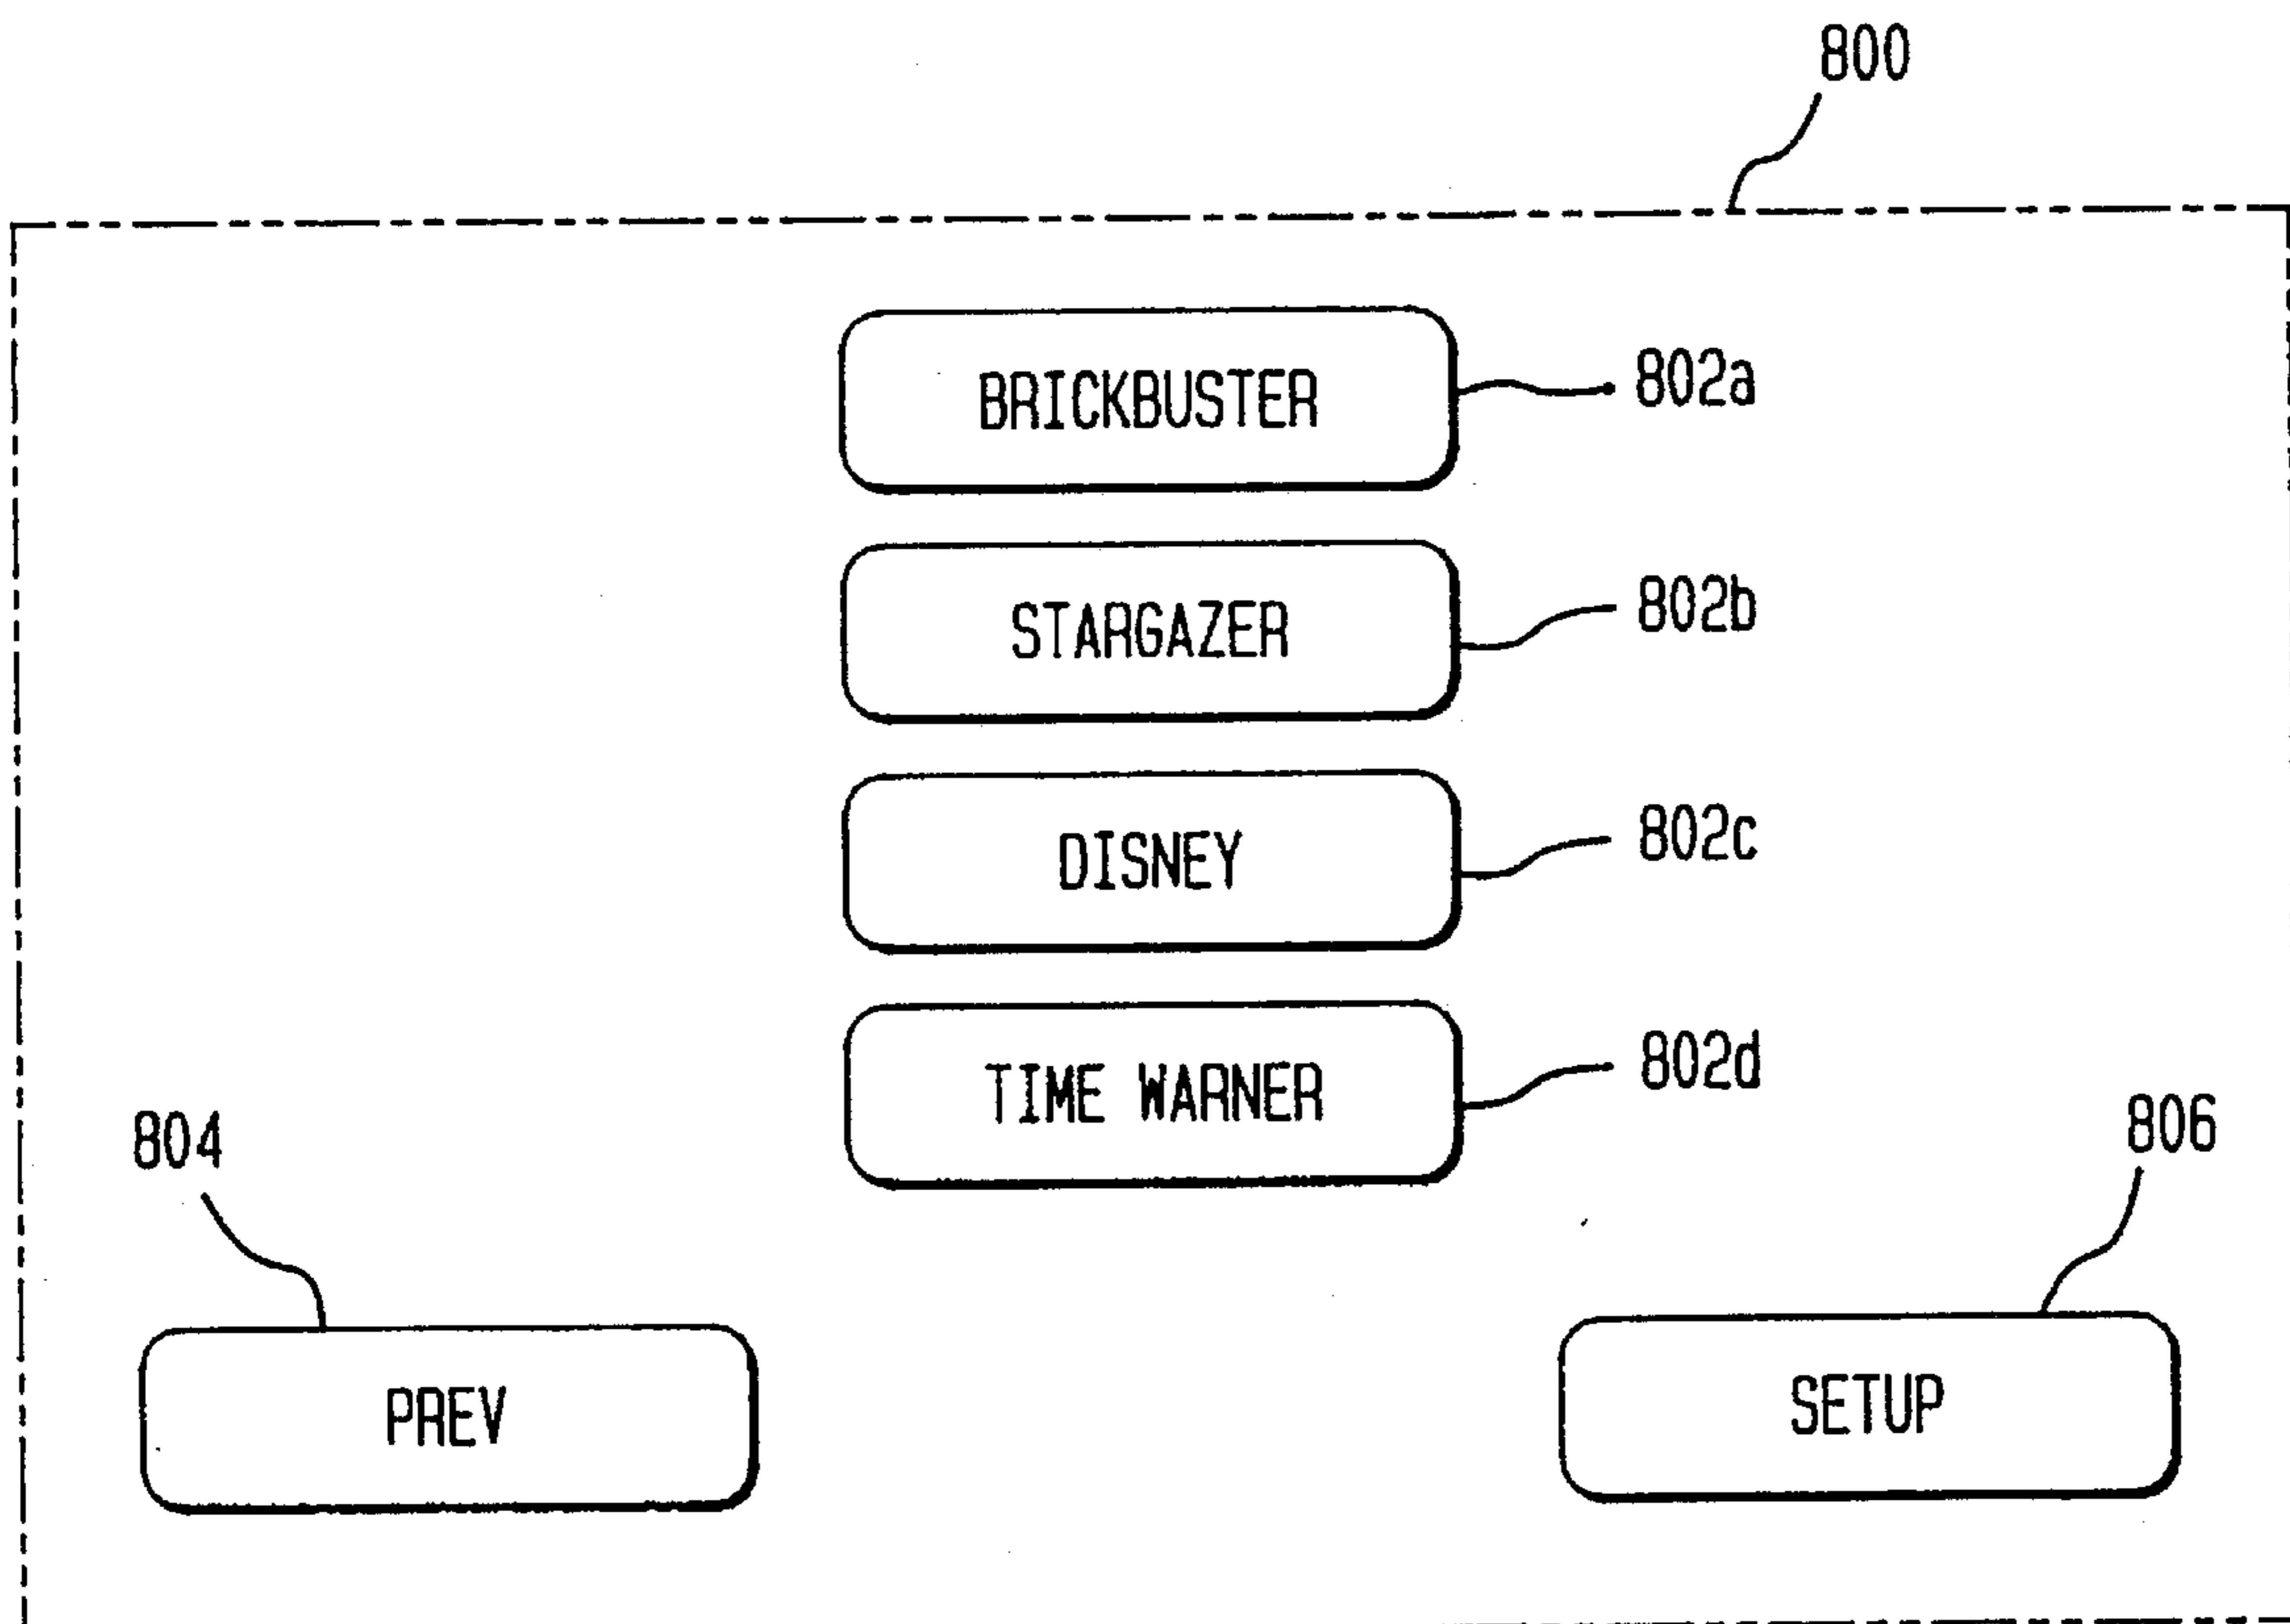 800
BRICKBUSTER
802a
STARGAZER
802b
DISNEY
802c
TIME WARNER
802d
804
806
PREV
SETUP